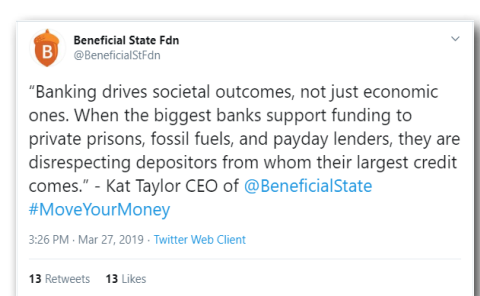 B
Beneficial State Fdn
@BeneficialStFdn
“Banking drives societal outcomes, not just economic
ones. When the biggest banks support funding to
private prisons, fossil fuels, and payday lenders, they are
disrespecting depositors from whom their largest credit
comes.“ - Kat Taylor CEO of @BeneficialState
#MoveYourMoney
3:26 PM · Mar 27, 2019 · Twitter Web Client
13 Retweets 13 Likes